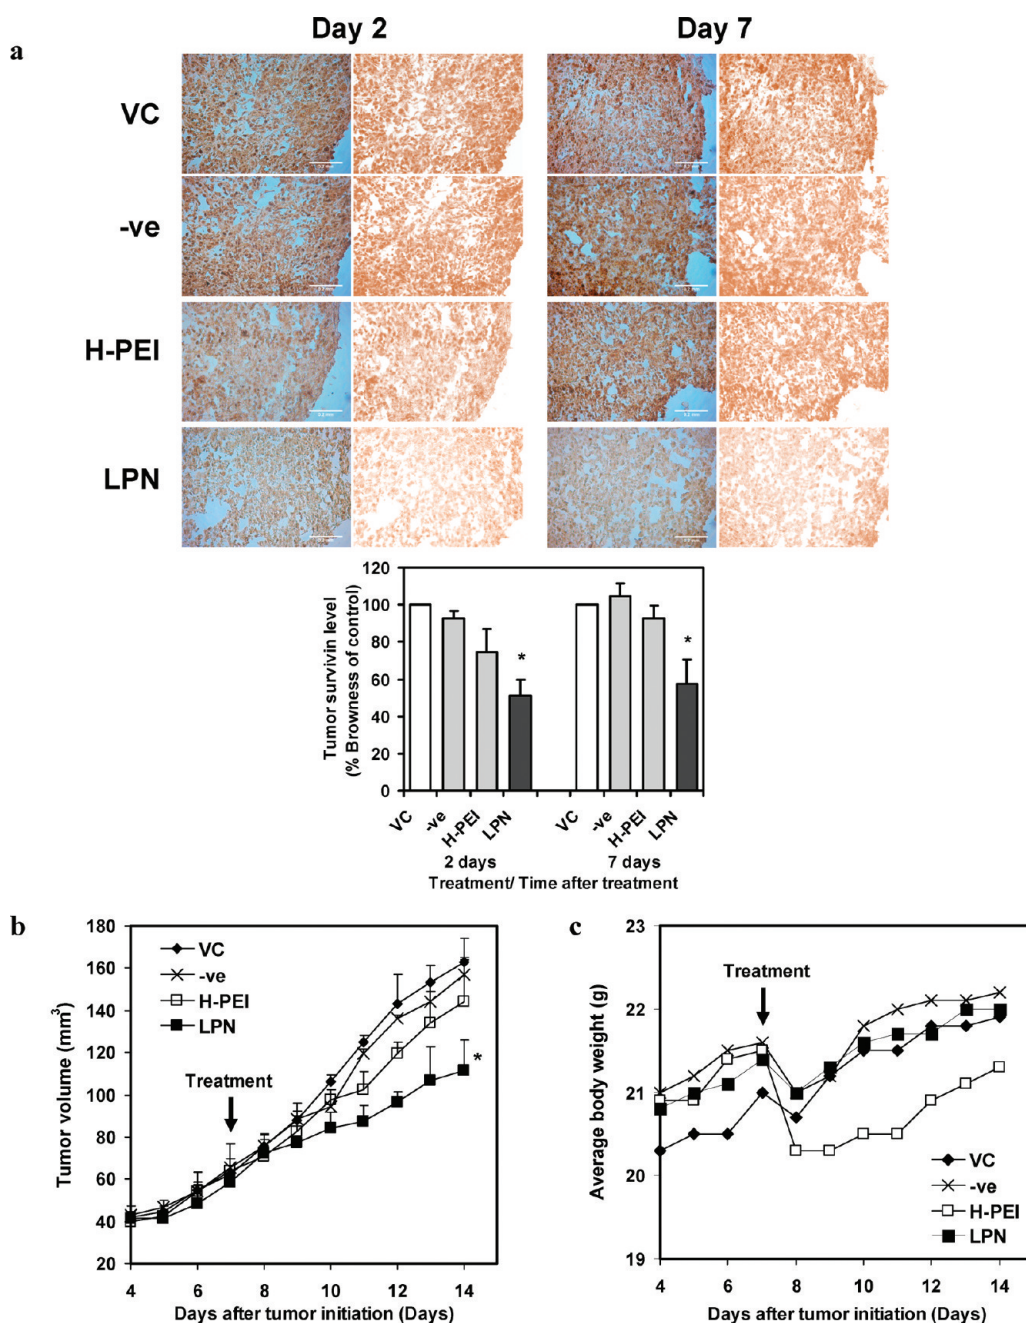 a
Day 2
Day 7
VC
-ve
H-PEI
LPN
Tumor survivin level
(% Browness of control)
120
100
80
60
40
20
0
*
*
VC
-ve
H-PEI
LPN
VC
-ve
H-PEI
LPN
2 days
7 days
Treatment/ Time after treatment
b
Tumor volume (mm³)
180
160
140
120
100
80
60
40
20
VC
-ve
H-PEI
LPN
Treatment
*
4
6
8
10
12
14
Days after tumor initiation (Days)
c
Average body weight (g)
23
22
21
20
19
Treatment
VC
-ve
H-PEI
LPN
4
6
8
10
12
14
Days after tumor initiation (Days)